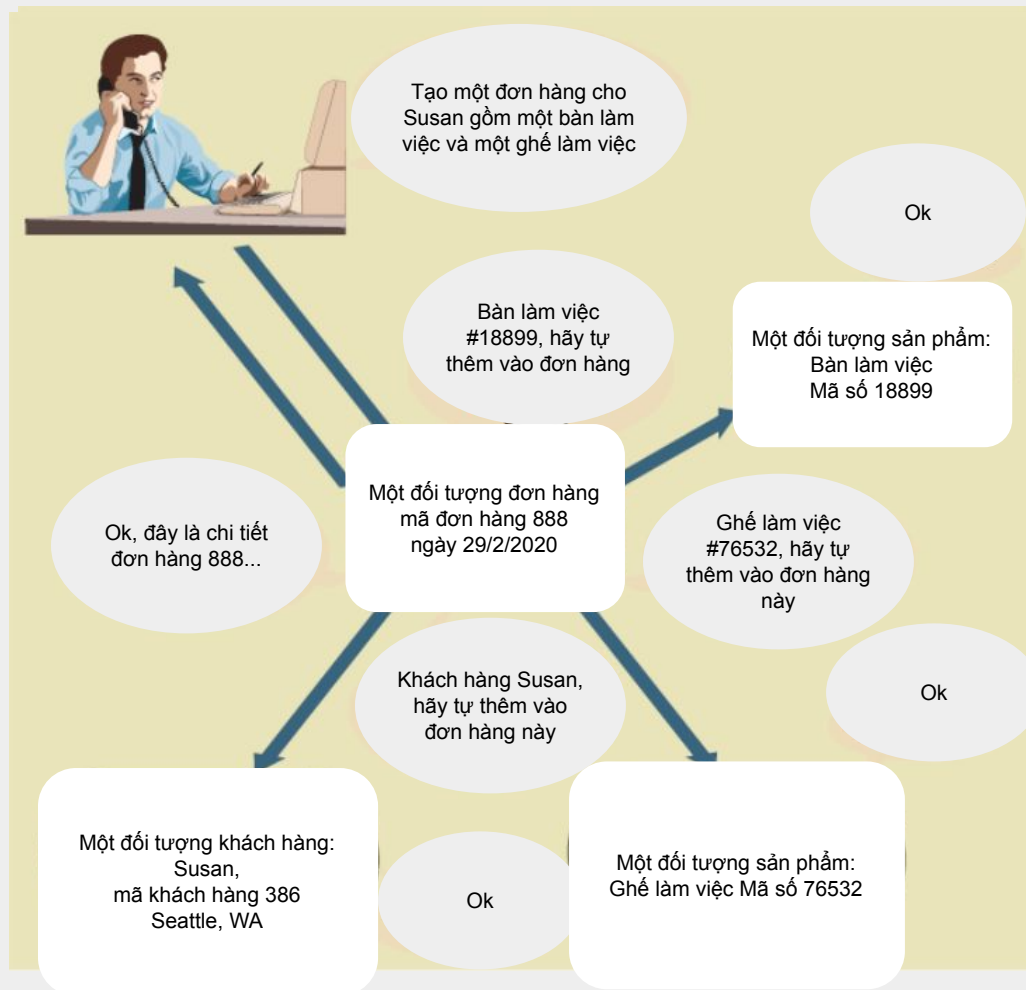 Tạo một đơn hàng cho
Susan gồm một bàn làm
việc và một ghế làm việc
Ok
Bàn làm việc
#18899, hãy tự
thêm vào đơn hàng
Một đối tượng sản phẩm:
Bàn làm việc
Mã số 18899
Một đối tượng đơn hàng
mã đơn hàng 888
ngày 29/2/2020
Ok, đây là chi tiết
đơn hàng 888...
Ghế làm việc
#76532, hãy tự
thêm vào đơn hàng
này
Khách hàng Susan,
hãy tự thêm vào
đơn hàng này
Ok
Một đối tượng khách hàng:
Susan,
mã khách hàng 386
Seattle, WA
Ok
Một đối tượng sản phẩm:
Ghế làm việc Mã số 76532